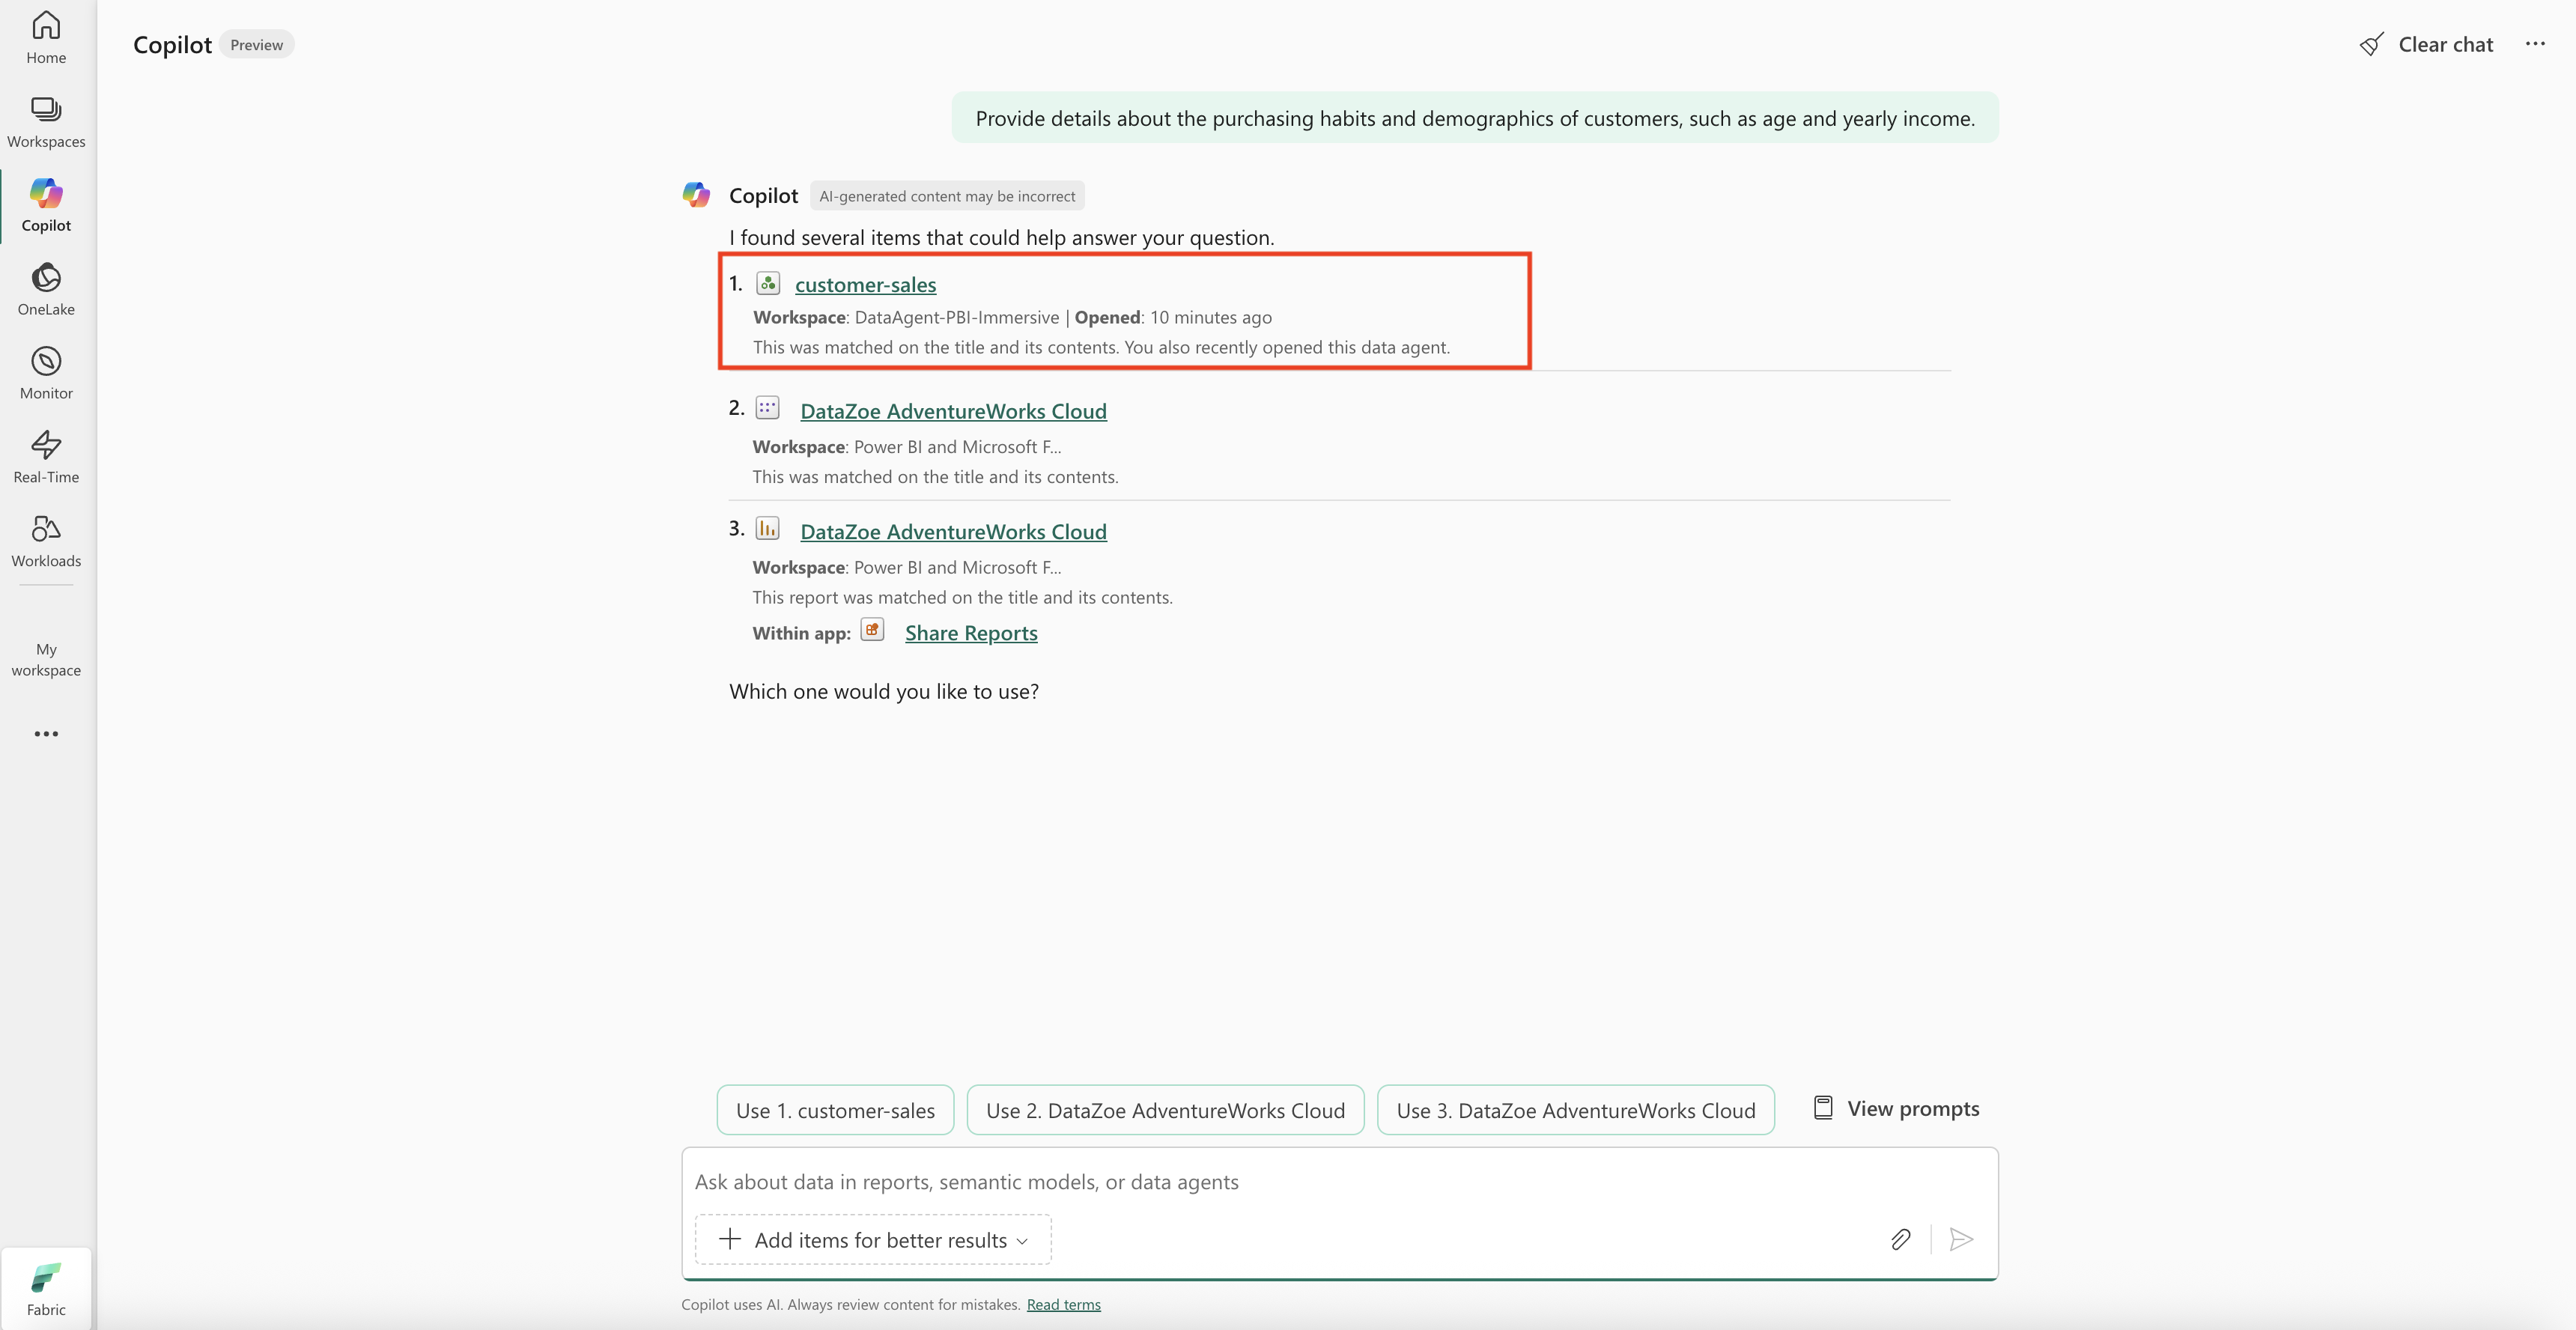 Home
Workspaces
Copilot
OneLake
Monitor
Real-Time
Workloads
My
workspace
Fabric
Copilot Preview
Clear chat
Provide details about the purchasing habits and demographics of customers, such as age and yearly income.
Copilot AI-generated content may be incorrect
I found several items that could help answer your question.
1. customer-sales
Workspace: DataAgent-PBI-Immersive | Opened: 10 minutes ago
This was matched on the title and its contents. You also recently opened this data agent.
2. DataZoe AdventureWorks Cloud
Workspace: Power BI and Microsoft F...
This was matched on the title and its contents.
3. DataZoe AdventureWorks Cloud
Workspace: Power BI and Microsoft F...
This report was matched on the title and its contents.
Within app: Share Reports
Which one would you like to use?
Use 1. customer-sales
Use 2. DataZoe AdventureWorks Cloud
Use 3. DataZoe AdventureWorks Cloud
View prompts
Ask about data in reports, semantic models, or data agents
Add items for better results
Copilot uses AI. Always review content for mistakes. Read terms